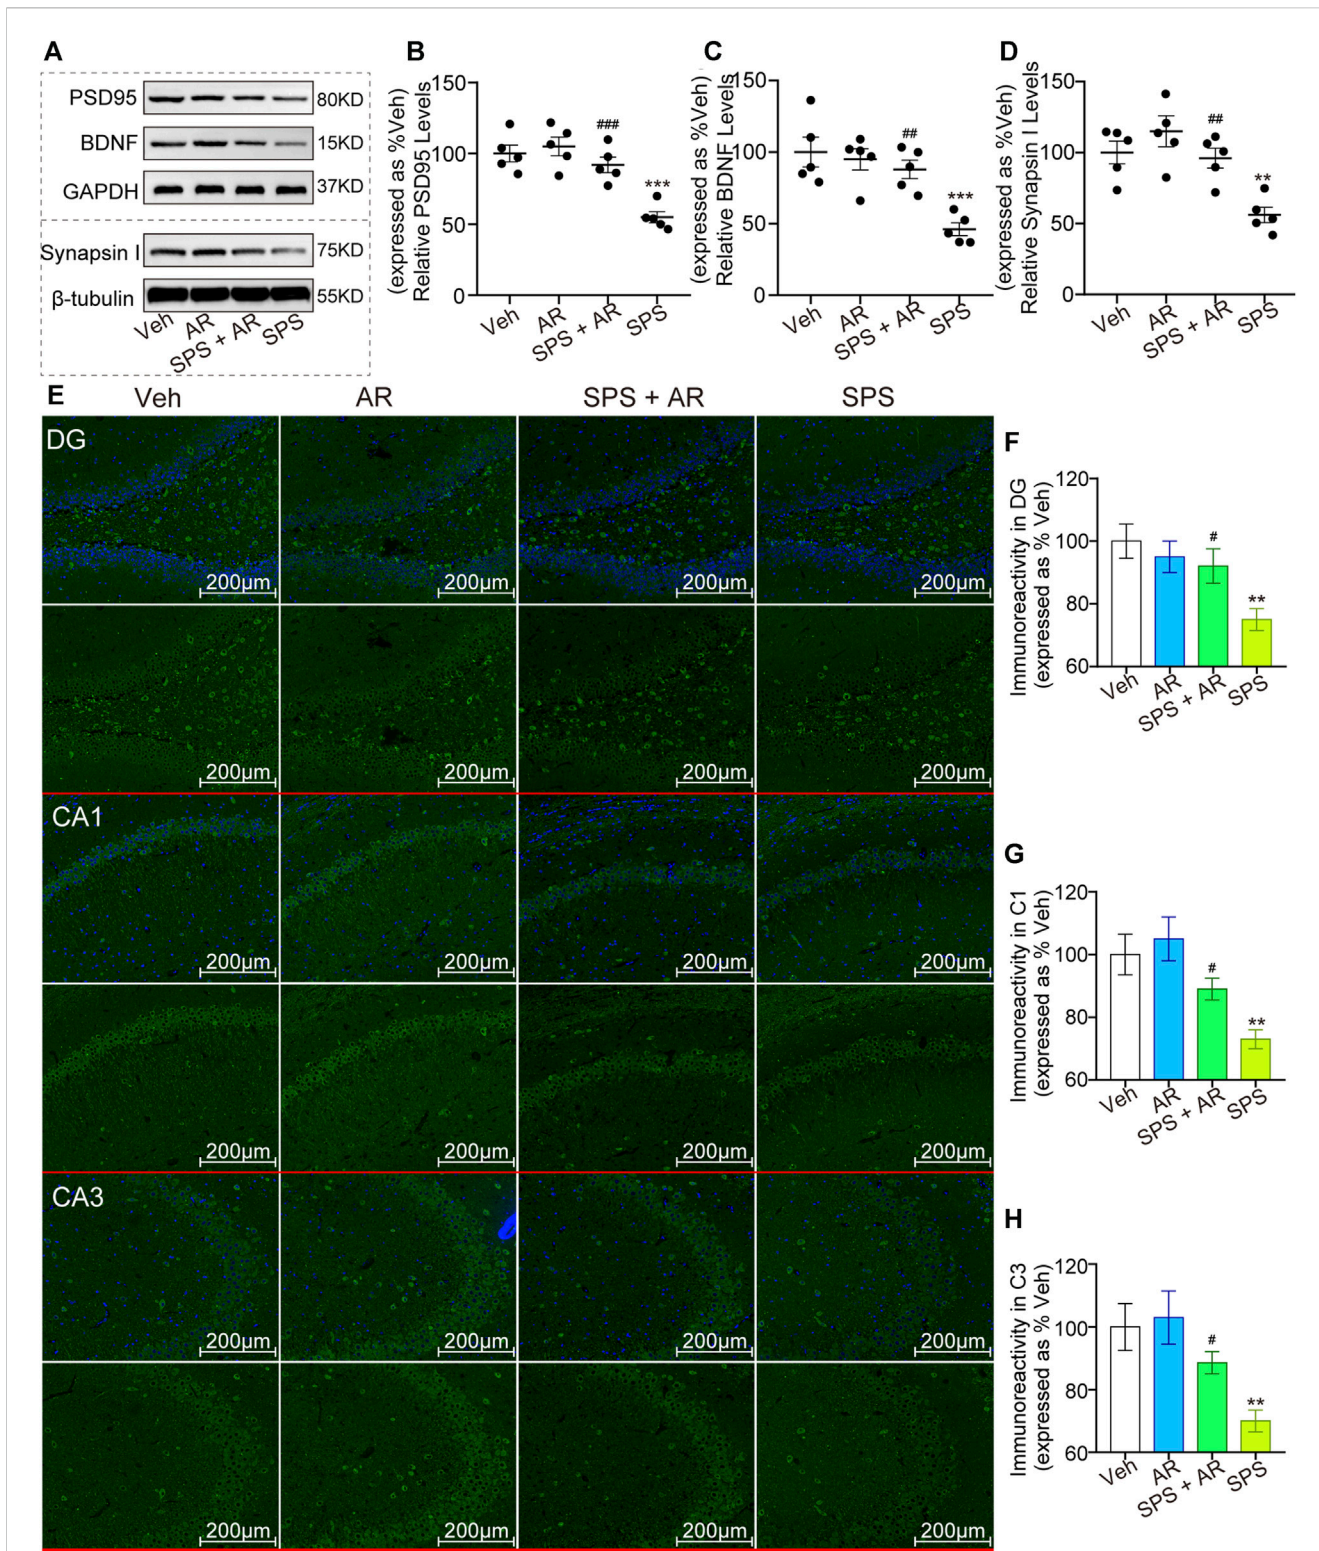 A
PSD95
80KD
BDNF
15KD
GAPDH
37KD
Synapsin I
75KD
β-tubulin
55KD
Veh
AR
SPS + AR
SPS
B
(expressed as %Veh)
Relative PSD95 Levels
150
100
50
0
###
***
Veh
AR
SPS + AR
SPS
C
(expressed as %Veh)
Relative BDNF Levels
150
100
50
0
##
***
Veh
AR
SPS + AR
SPS
D
(expressed as %Veh)
Relative Synapsin I Levels
150
100
50
0
##
**
Veh
AR
SPS + AR
SPS
E
Veh
AR
SPS + AR
SPS
DG
200μm
200μm
200μm
200μm
200μm
200μm
200μm
200μm
CA1
200μm
200μm
200μm
200μm
200μm
200μm
200μm
200μm
CA3
200μm
200μm
200μm
200μm
200μm
200μm
200μm
200μm
F
Immunoreactivity in DG
(expressed as % Veh)
120
100
80
60
#
**
Veh
AR
SPS + AR
SPS
G
Immunoreactivity in C1
(expressed as % Veh)
120
100
80
60
#
**
Veh
AR
SPS + AR
SPS
H
Immunoreactivity in C3
(expressed as % Veh)
120
100
80
60
#
**
Veh
AR
SPS + AR
SPS